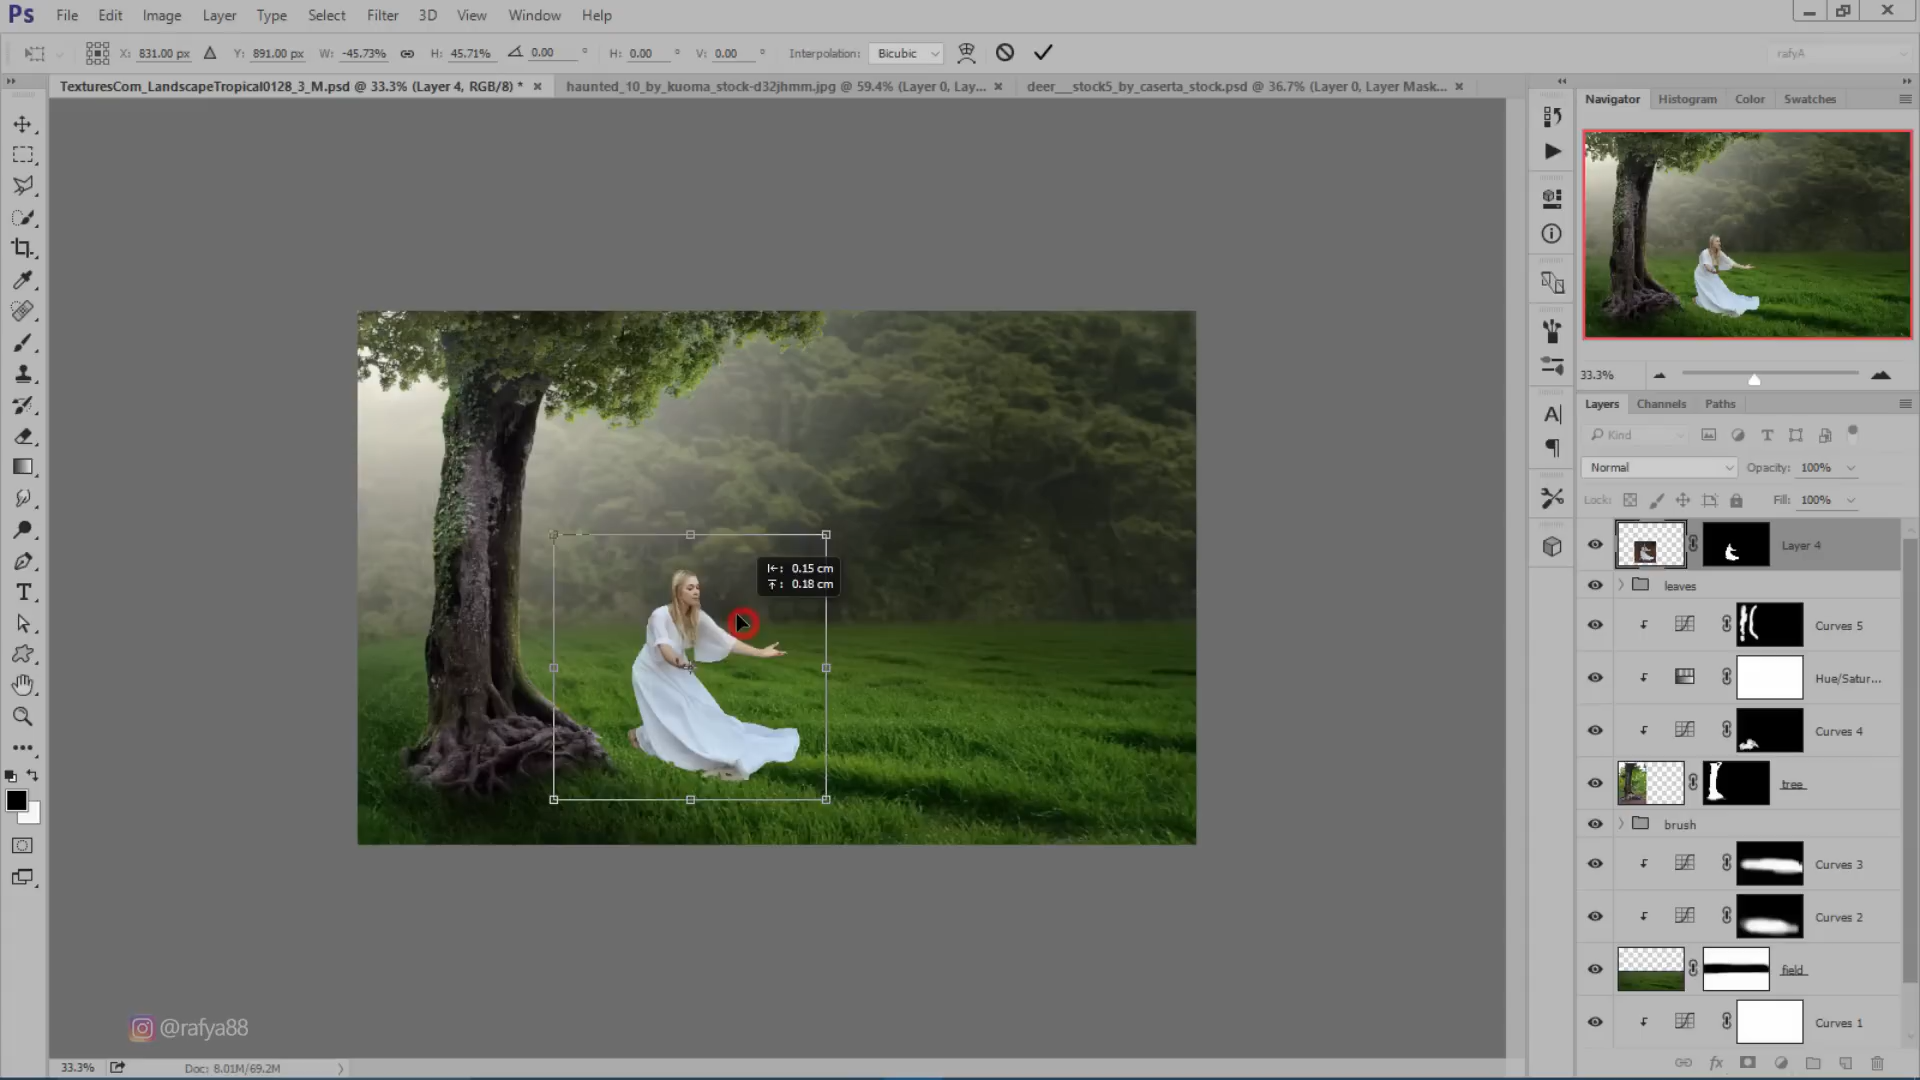 Ps File Edit Image Layer Type Select Filter 3D View Window Help
X: 831.00 px Y: 891.00 px W: -45.73% H: 45.71% 0.00 ° H: 0.00 ° V: 0.00 ° Interpolation: Bicubic rafyA
TexturesCom_LandscapeTropical0128_3_M.psd @ 33.3% (Layer 4, RGB/8) * haunted_10_by_kuoma_stock-d32jhmm.jpg @ 59.4% (Layer 0, Lay... deer__stock5_by_caserta_stock.psd @ 36.7% (Layer 0, Layer Mask...
Navigator Histogram Color Swatches
33.3%
Layers Channels Paths
Kind
Normal Opacity: 100%
Lock: Fill: 100%
Layer 4
leaves
Curves 5
Hue/Satur...
Curves 4
tree
brush
Curves 3
Curves 2
field
Curves 1
0.15 cm
0.18 cm
@rafya88
33.3% Doc: 8.01M/69.2M